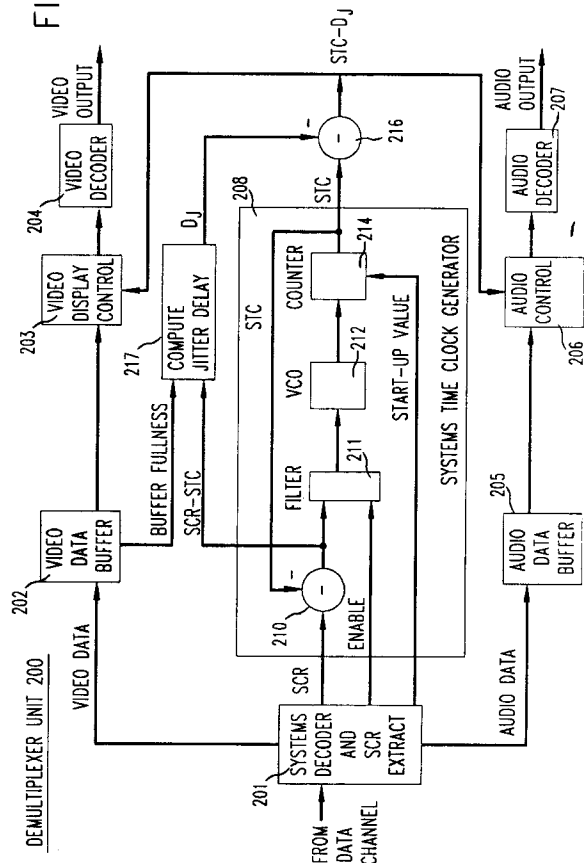 DEMULTIPLEXER UNIT 200
FI
FROM
DATA
CHANNEL
201
SYSTEMS
DECODER
AND
SCR
EXTRACT
VIDEO DATA
202
VIDEO
DATA
BUFFER
BUFFER FULLNESS
203
VIDEO
DISPLAY
CONTROL
204
VIDEO
DECODER
VIDEO
OUTPUT
217
COMPUTE
JITTER DELAY
DJ
SCR-STC
SCR
210
-
-
ENABLE
FILTER
211
VCO
212
COUNTER
214
STC
START-UP VALUE
SYSTEMS TIME CLOCK GENERATOR
208
STC
-
-
216
STC-DJ
AUDIO DATA
205
AUDIO DATA
BUFFER
AUDIO
CONTROL
206
AUDIO
DECODER
207
AUDIO
OUTPUT